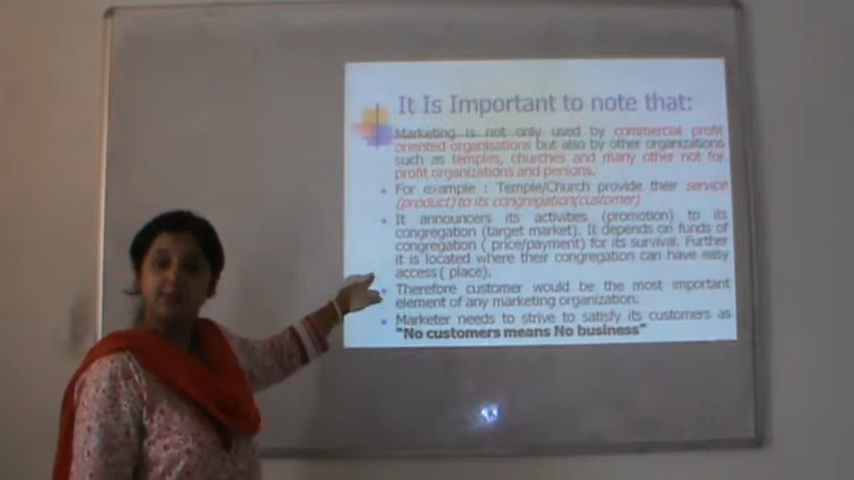 It Is Important to note that:
Marketing is not only used by commercial profit
oriented organisations but also by other organizations
such as temples, churches and many other not for
profit organizations and persons.
For example : Temple/Church provide their service
(product) to its congregation(customer)
It announcers its activities (promotion) to its
congregation (target market). It depends on funds of
congregation ( price/payment) for its survival. Further
it is located where their congregation can have easy
access ( place).
Therefore customer would be the most important
element of any marketing organization.
Marketer needs to strive to satisfy its customers as
"No customers means No business"